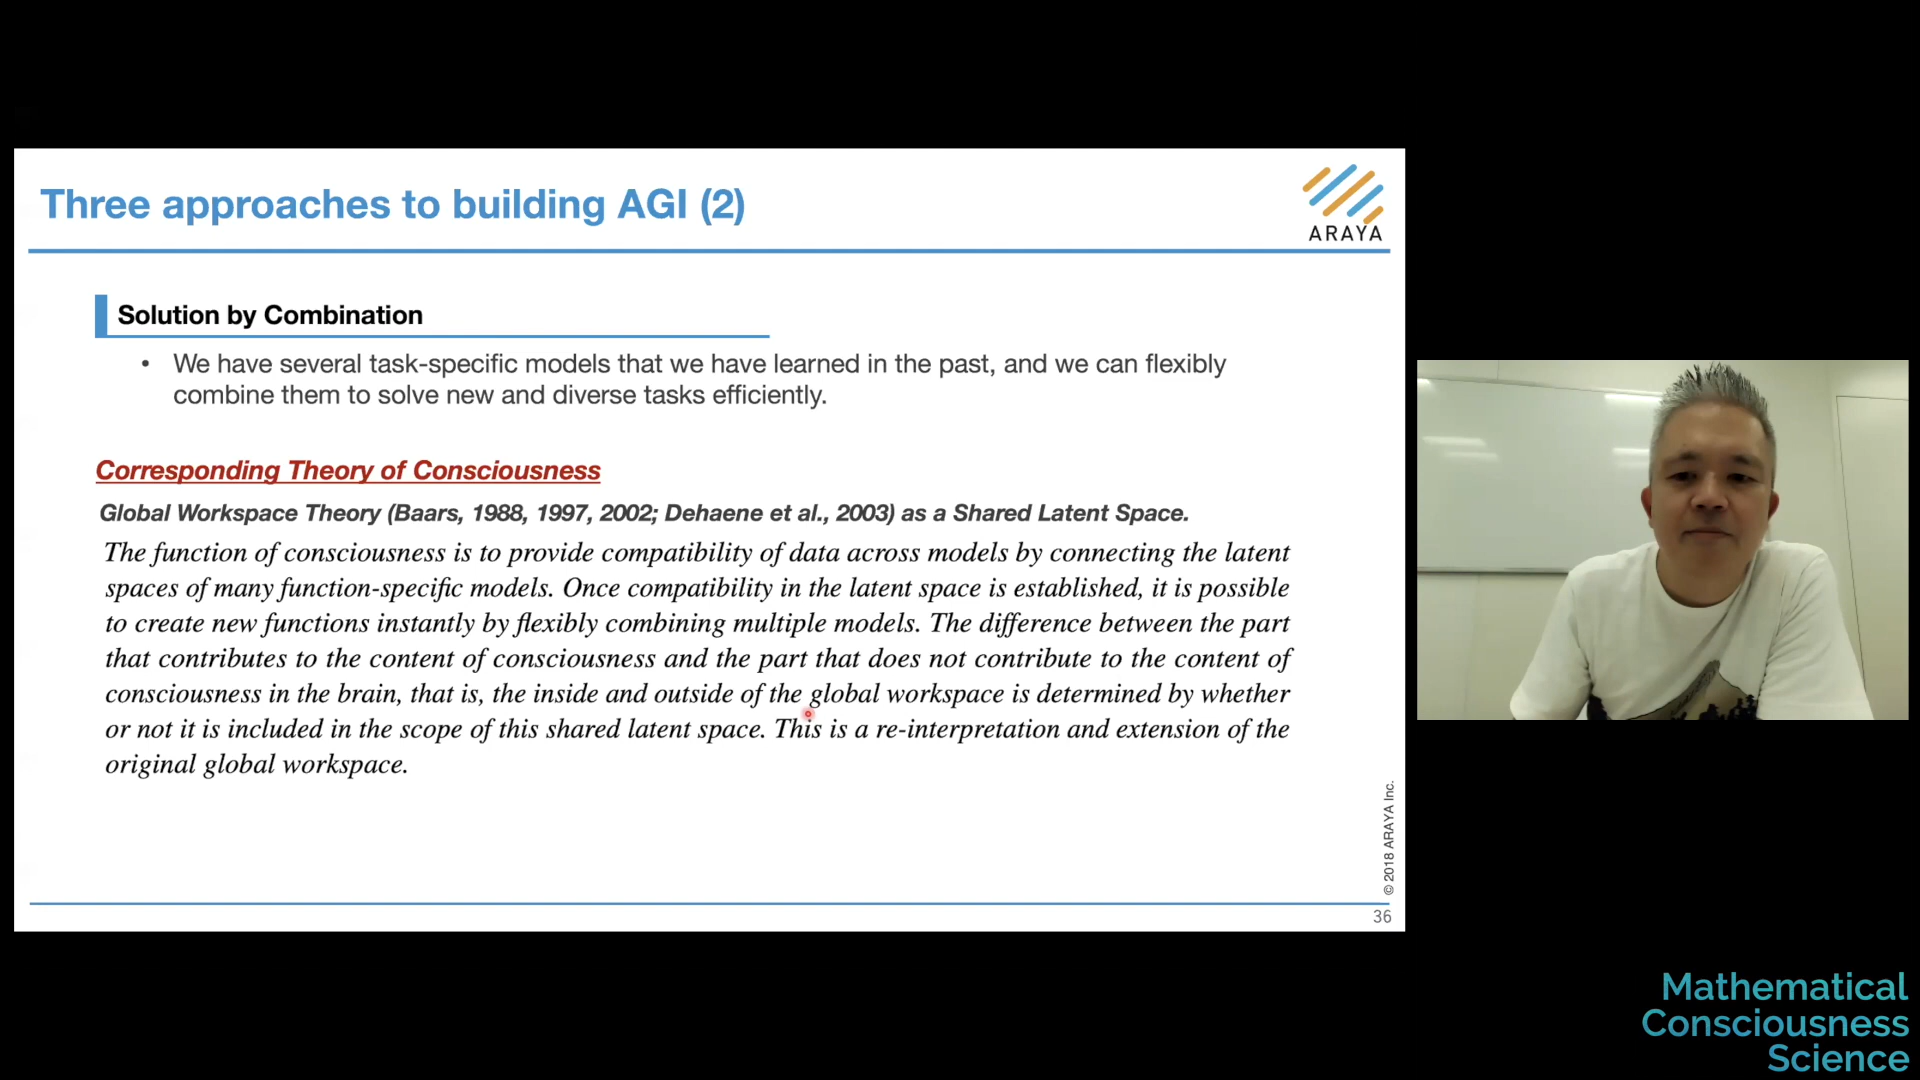 Three approaches to building AGI (2)
ARAYA
Solution by Combination
• We have several task-specific models that we have learned in the past, and we can flexibly
combine them to solve new and diverse tasks efficiently.
Corresponding Theory of Consciousness
Global Workspace Theory (Baars, 1988, 1997, 2002; Dehaene et al., 2003) as a Shared Latent Space.
The function of consciousness is to provide compatibility of data across models by connecting the latent
spaces of many function-specific models. Once compatibility in the latent space is established, it is possible
to create new functions instantly by flexibly combining multiple models. The difference between the part
that contributes to the content of consciousness and the part that does not contribute to the content of
consciousness in the brain, that is, the inside and outside of the global workspace is determined by whether
or not it is included in the scope of this shared latent space. This is a re-interpretation and extension of the
original global workspace.
© 2018 ARAYA Inc.
36
Mathematical
Consciousness
Science